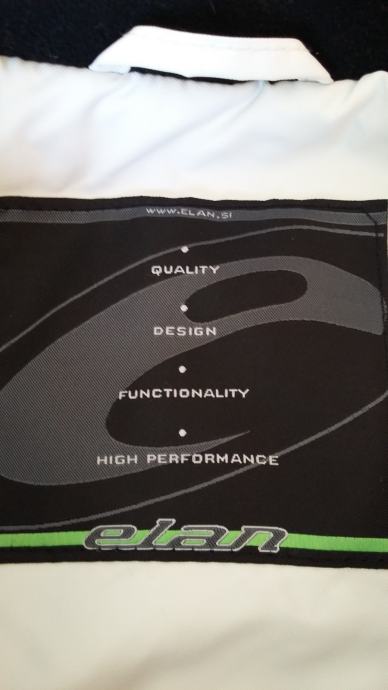 WWW.ELAN.SI
QUALITY
DESIGN
FUNCTIONALITY
HIGH PERFORMANCE
elan